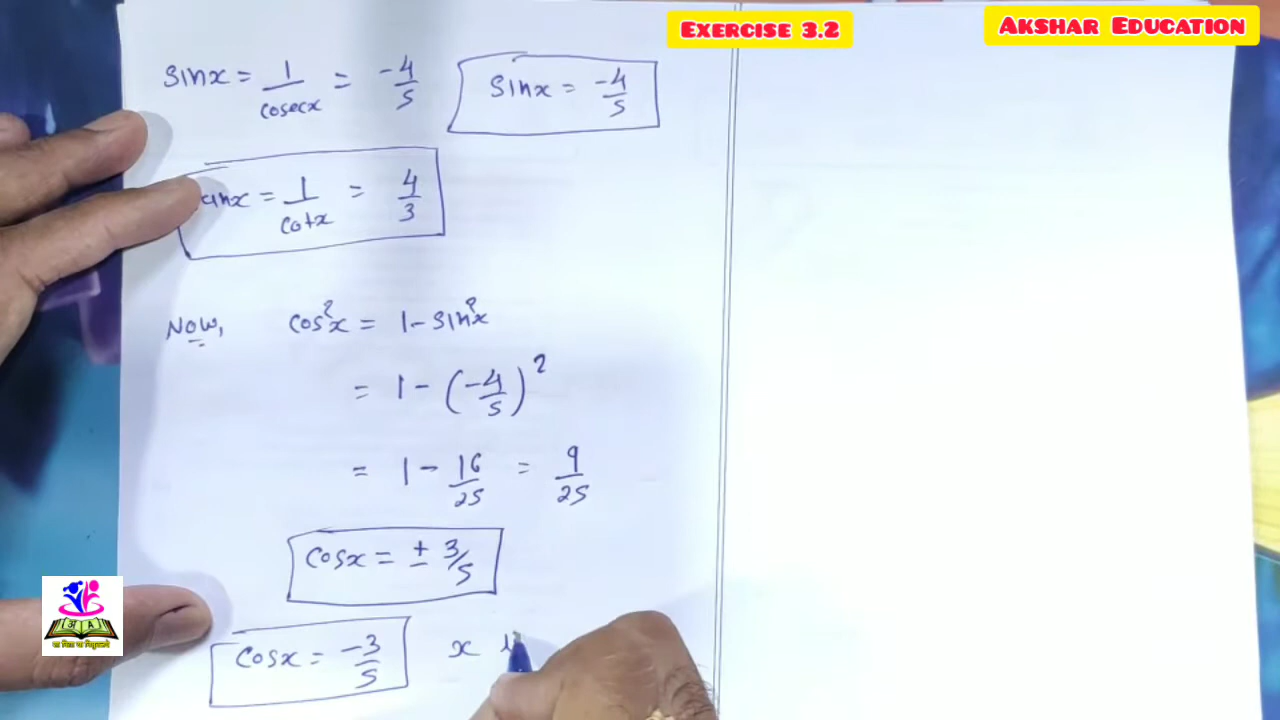 Exercise 3.2
Akshar Education
sinx = 1/cosecx = -4/5
sinx = -4/5
anx = 1/cotx = 4/3
Now, cos²x = 1 - sin²x
= 1 - (-4/5)²
= 1 - 16/25 = 9/25
cosx = ± 3/5
cosx = -3/5 x
अ A